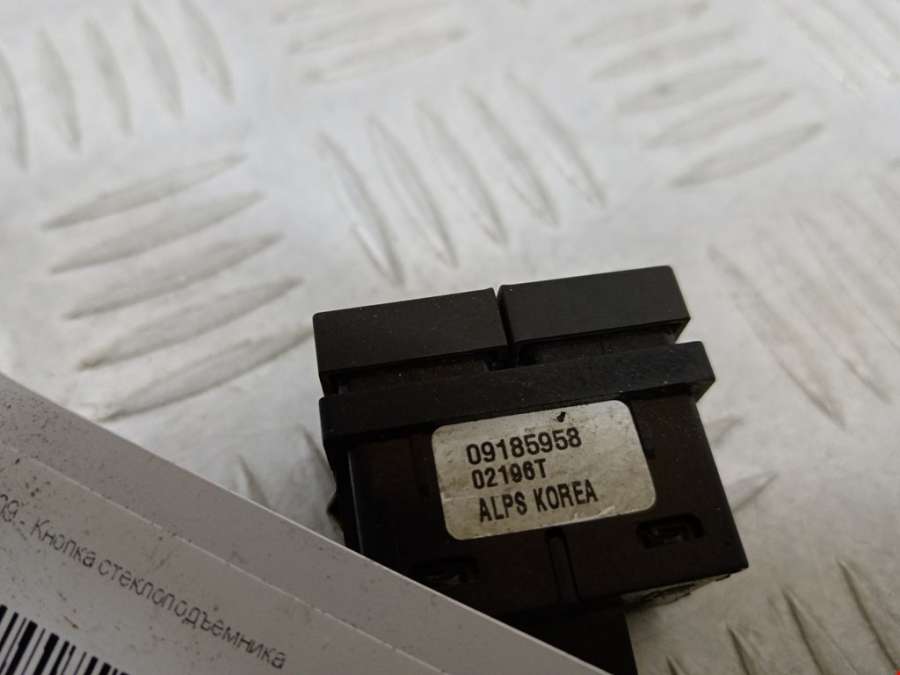 09185958
02196T
ALPS KOREA
- Кнопка стеклоподъемника